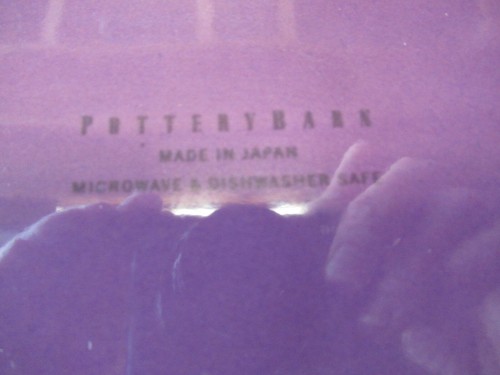 POTTERYBARN
MADE IN JAPAN
MICROWAVE & DISHWASHER SAFE